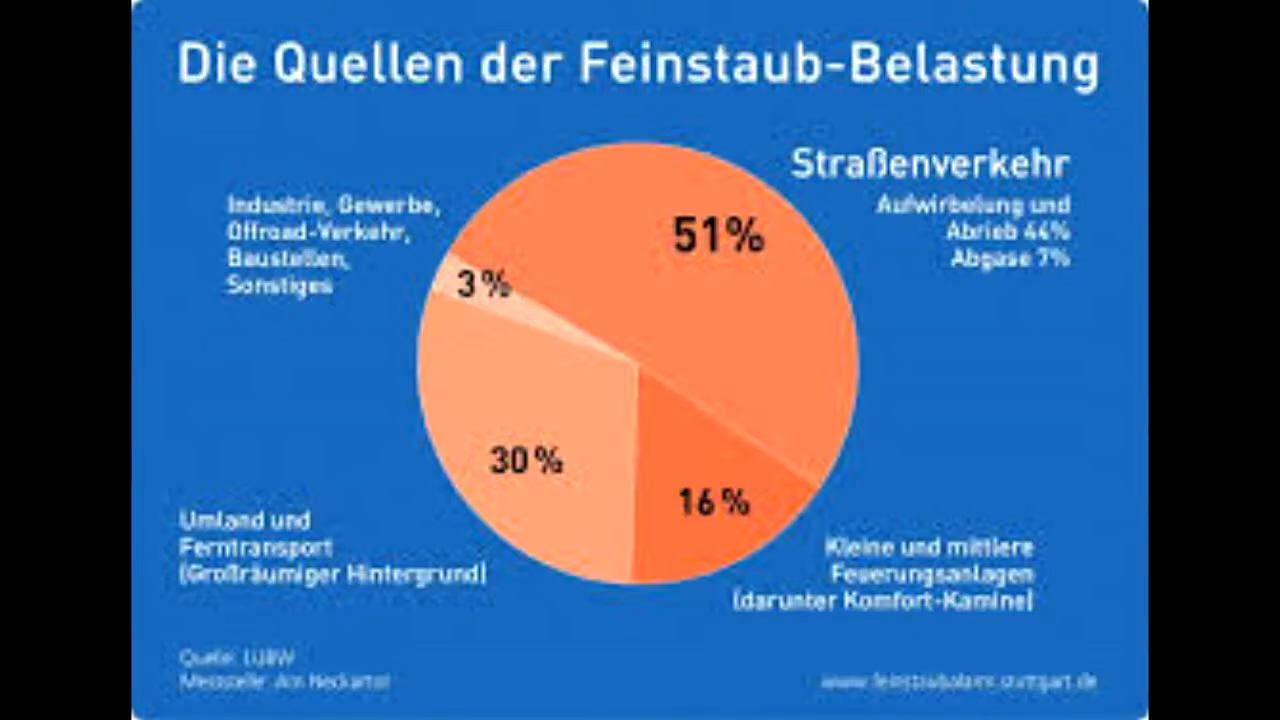 Die Quellen der Feinstaub-Belastung
Straßenverkehr
Aufwirbelung und
Abrieb 44%
Abgase 7%
51%
Industrie, Gewerbe,
Offroad-Verkehr,
Baustellen,
Sonstiges
3%
30%
16%
Umland und
Ferntransport
(Großräumiger Hintergrund)
Kleine und mittlere
Feuerungsanlagen
(darunter Komfort-Kamine)
Quelle: LUBW
Messstelle: Am Neckartor
www.feinstaubalarm.stuttgart.de